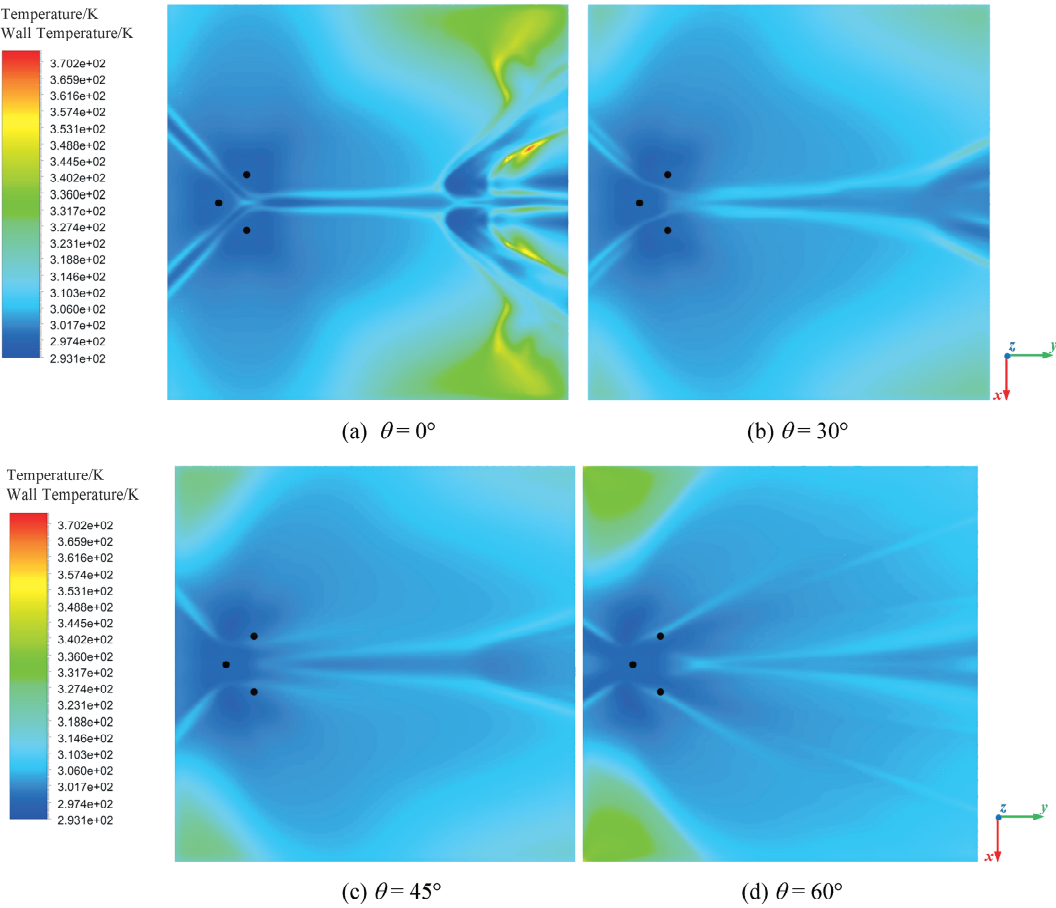 Temperature/K
Wall Temperature/K
3.702e+02
3.659e+02
3.616e+02
3.574e+02
3.531e+02
3.488e+02
3.445e+02
3.402e+02
3.360e+02
3.317e+02
3.274e+02
3.231e+02
3.188e+02
3.146e+02
3.103e+02
3.060e+02
3.017e+02
2.974e+02
2.931e+02
z
y
x
(a) θ = 0°
(b) θ = 30°
Temperature/K
Wall Temperature/K
3.702e+02
3.659e+02
3.616e+02
3.574e+02
3.531e+02
3.488e+02
3.445e+02
3.402e+02
3.360e+02
3.317e+02
3.274e+02
3.231e+02
3.188e+02
3.146e+02
3.103e+02
3.060e+02
3.017e+02
2.974e+02
2.931e+02
z
y
x
(c) θ = 45°
(d) θ = 60°